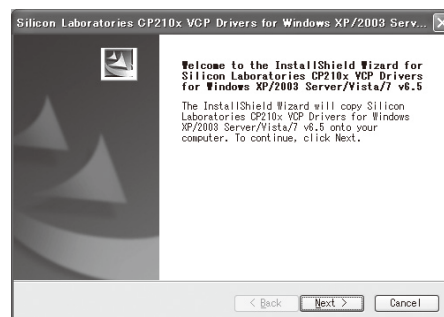 Silicon Laboratories CP210x VCP Drivers for Windows XP/2003 Serv...
Welcome to the InstallShield Wizard for
Silicon Laboratories CP210x VCP Drivers
for Windows XP/2003 Server/Vista/7 v6.5
The InstallShield Wizard will copy Silicon
Laboratories CP210x VCP Drivers for Windows
XP/2003 Server/Vista/7 v6.5 onto your
computer. To continue, click Next.
< Back Next > Cancel